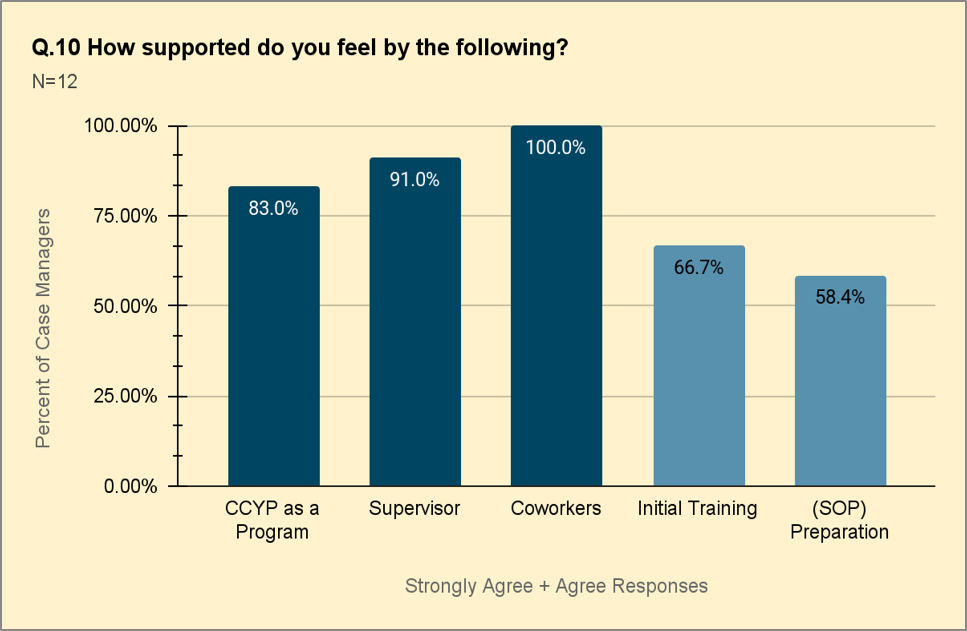 Q.10 How supported do you feel by the following?
N=12
Percent of Case Managers
100.00%
75.00%
50.00%
25.00%
0.00%
83.0%
91.0%
100.0%
66.7%
58.4%
CCYP as a
Program
Supervisor
Coworkers
Initial Training
(SOP)
Preparation
Strongly Agree + Agree Responses